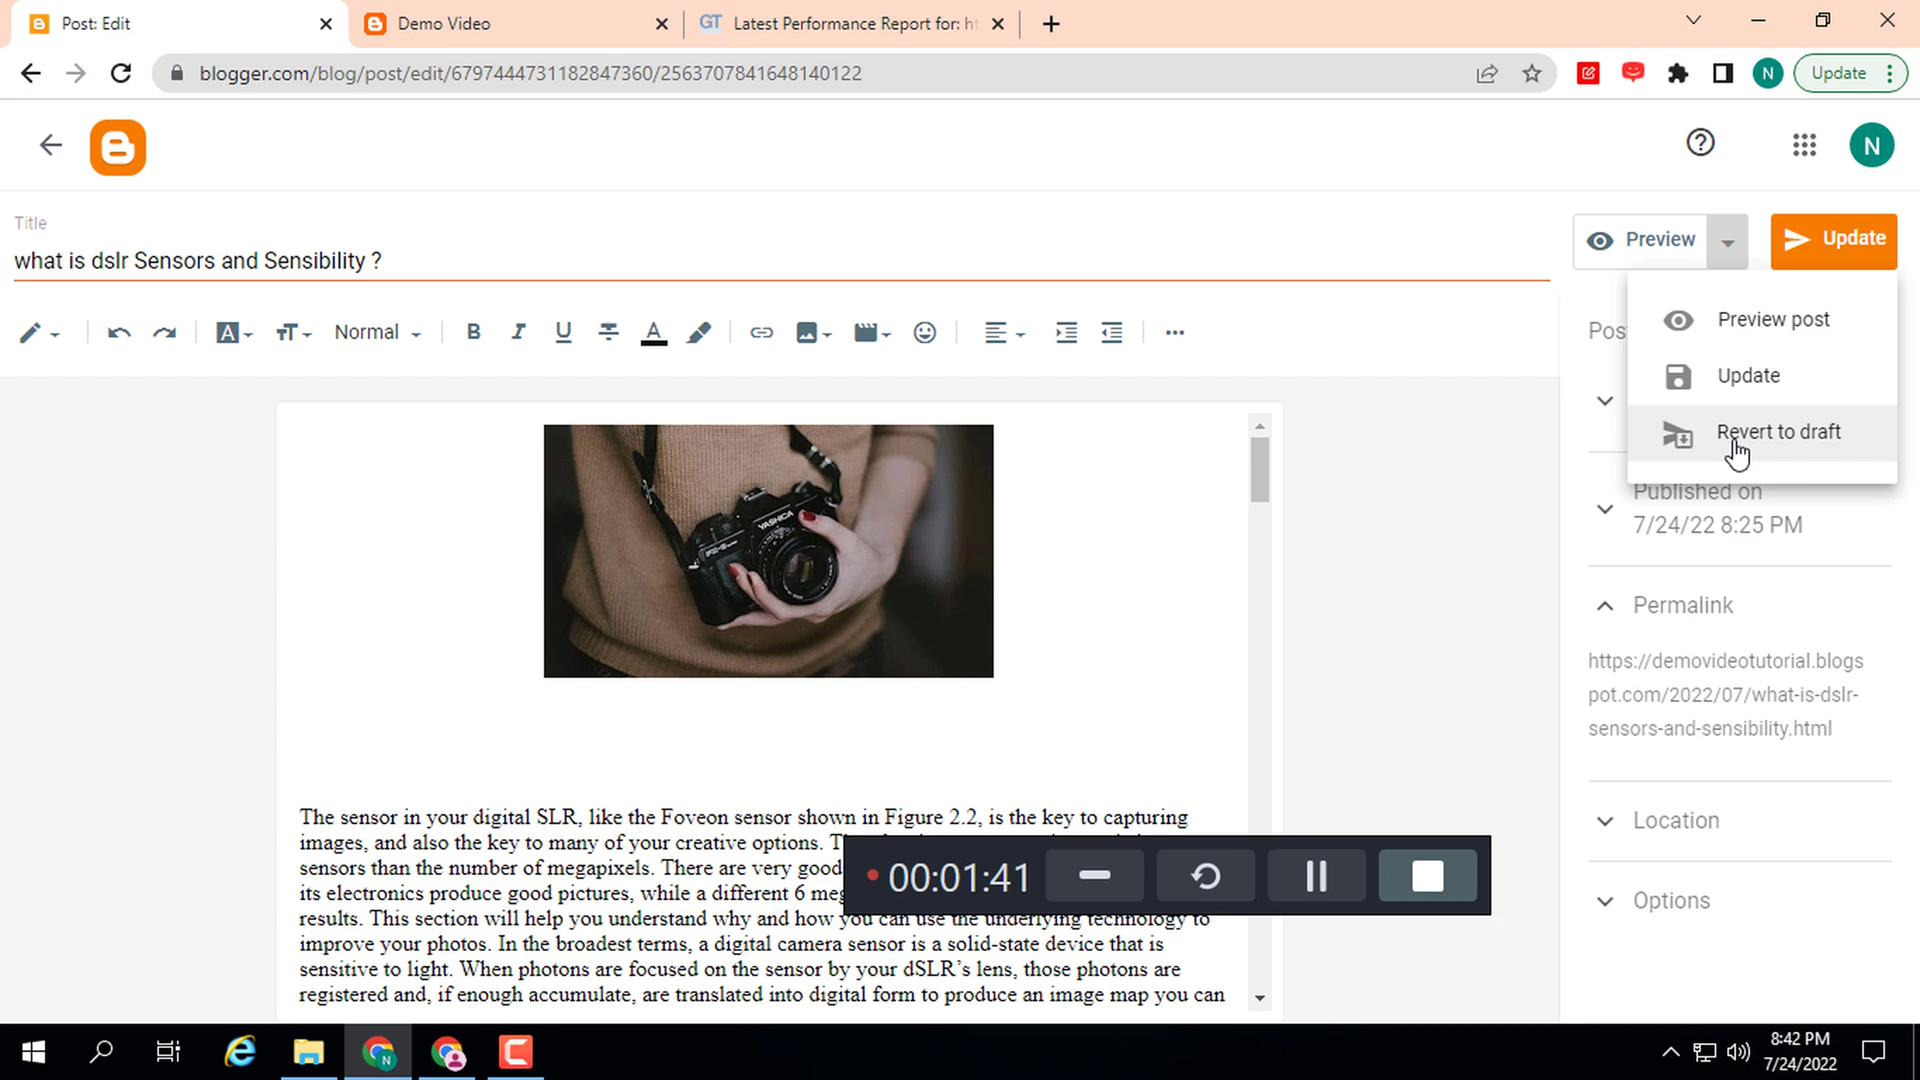 Post: Edit
Demo Video
GT Latest Performance Report for: ht
blogger.com/blog/post/edit/6797444731182847360/2563707841648140122
N
Update
N
Title
what is dslr Sensors and Sensibility ?
Preview
Update
Normal
Preview post
Update
Revert to draft
Published on
7/24/22 8:25 PM
Permalink
https://demovideotutorial.blogs
pot.com/2022/07/what-is-dslr-
sensors-and-sensibility.html
Location
Options
YASHICA
The sensor in your digital SLR, like the Foveon sensor shown in Figure 2.2, is the key to capturing
images, and also the key to many of your creative options.
sensors than the number of megapixels. There are very good
its electronics produce good pictures, while a different 6 meg
results. This section will help you understand why and how you can use the underlying technology to
improve your photos. In the broadest terms, a digital camera sensor is a solid-state device that is
sensitive to light. When photons are focused on the sensor by your dSLR’s lens, those photons are
registered and, if enough accumulate, are translated into digital form to produce an image map you can
00:01:41
8:42 PM
7/24/2022